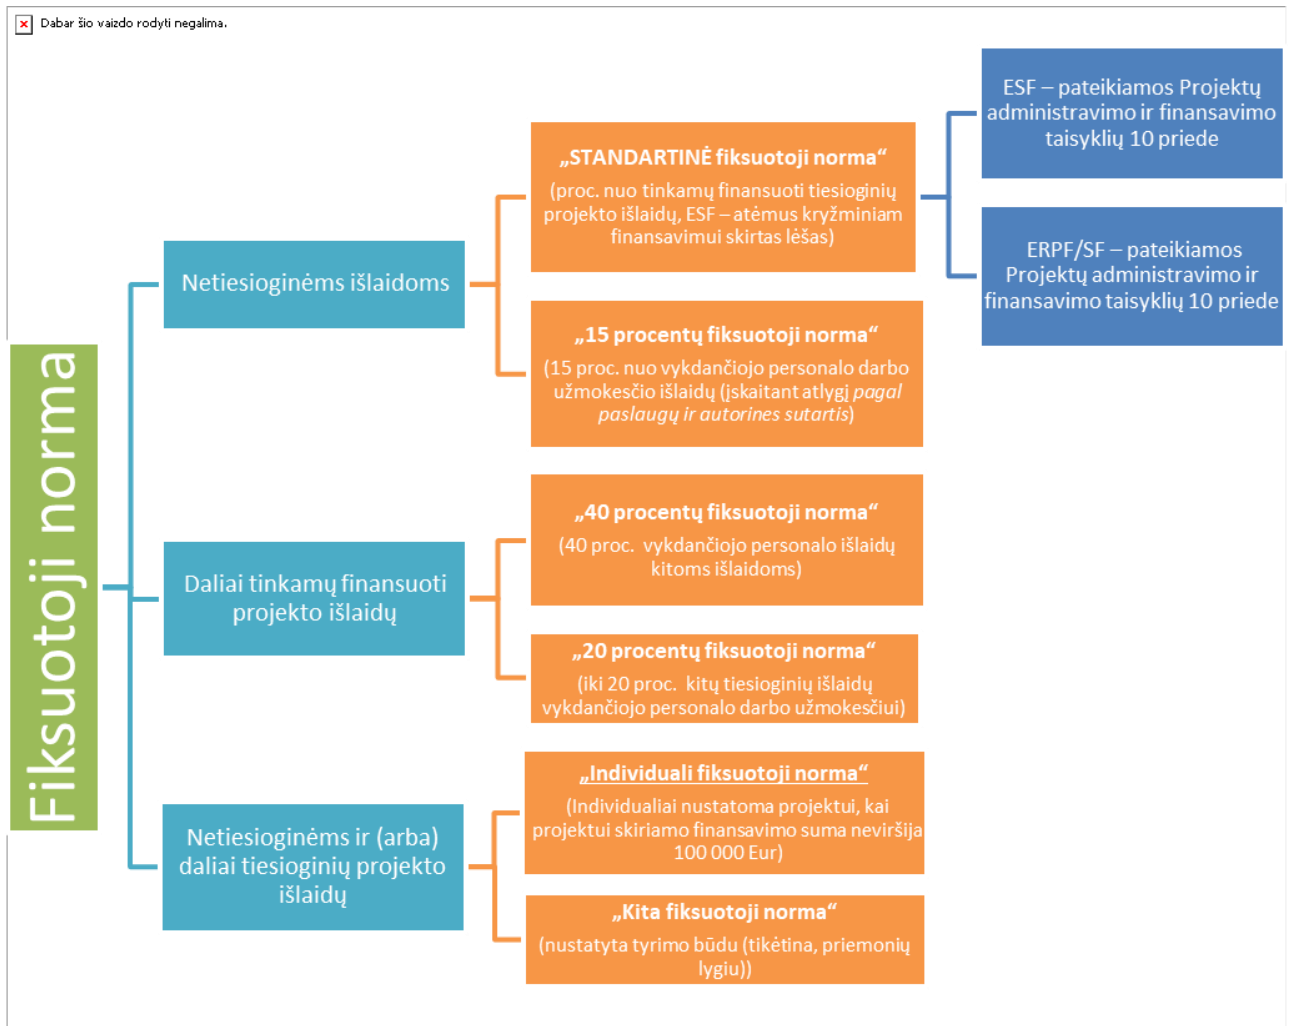 Dabar šio vaizdo rodyti negalima.
Fiksuotoji norma
Netiesioginėms išlaidoms
„STANDARTINĖ fiksuotoji norma“
(proc. nuo tinkamų finansuoti tiesioginių
projekto išlaidų, ESF – atėmus kryžminiam
finansavimui skirtas lėšas)
ESF – pateikiamos Projektų
administravimo ir finansavimo
taisyklių 10 priede
ERPF/SF – pateikiamos
Projektų administravimo ir
finansavimo taisyklių 10 priede
„15 procentų fiksuotoji norma“
(15 proc. nuo vykdančiojo personalo darbo
užmokesčio išlaidų (įskaitant atlygį pagal
paslaugų ir autorines sutartis)
Daliai tinkamų finansuoti
projekto išlaidų
„40 procentų fiksuotoji norma“
(40 proc. vykdančiojo personalo išlaidų
kitoms išlaidoms)
„20 procentų fiksuotoji norma“
(iki 20 proc. kitų tiesioginių išlaidų
vykdančiojo personalo darbo užmokesčiui)
Netiesioginėms ir (arba)
daliai tiesioginių projekto
išlaidų
„Individuali fiksuotoji norma“
(Individualiai nustatoma projektui, kai
projektui skiriamo finansavimo suma neviršija
100 000 Eur)
„Kita fiksuotoji norma“
(nustatyta tyrimo būdu (tikėtina, priemonių
lygiu))